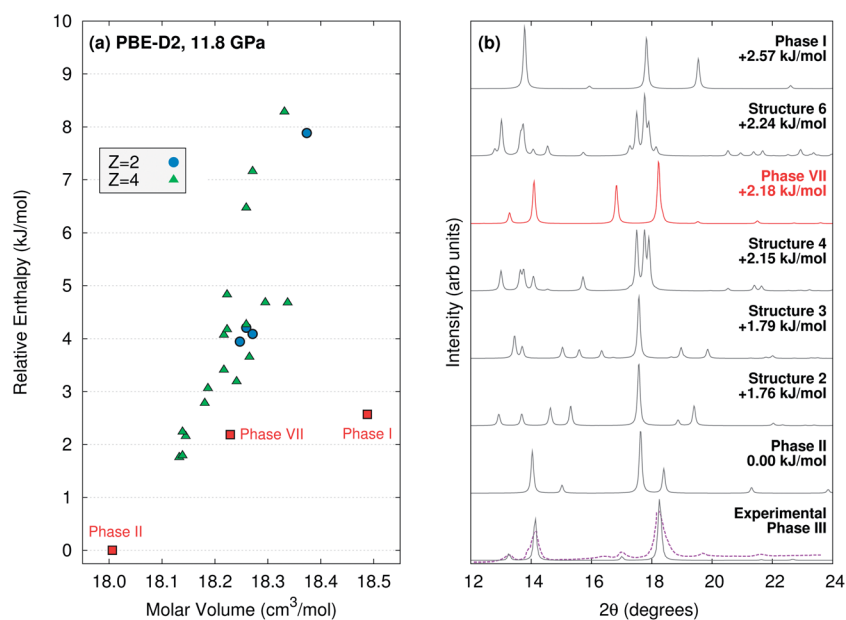 (a) PBE-D2, 11.8 GPa
Relative Enthalpy (kJ/mol)
10
9
8
7
6
5
4
3
2
1
0
Z=2
Z=4
Phase VII
Phase I
Phase II
18.0
18.1
18.2
18.3
18.4
18.5
Molar Volume (cm³/mol)
(b)
Intensity (arb units)
Phase I
+2.57 kJ/mol
Structure 6
+2.24 kJ/mol
Phase VII
+2.18 kJ/mol
Structure 4
+2.15 kJ/mol
Structure 3
+1.79 kJ/mol
Structure 2
+1.76 kJ/mol
Phase II
0.00 kJ/mol
Experimental
Phase III
12
14
16
18
20
22
24
2θ (degrees)